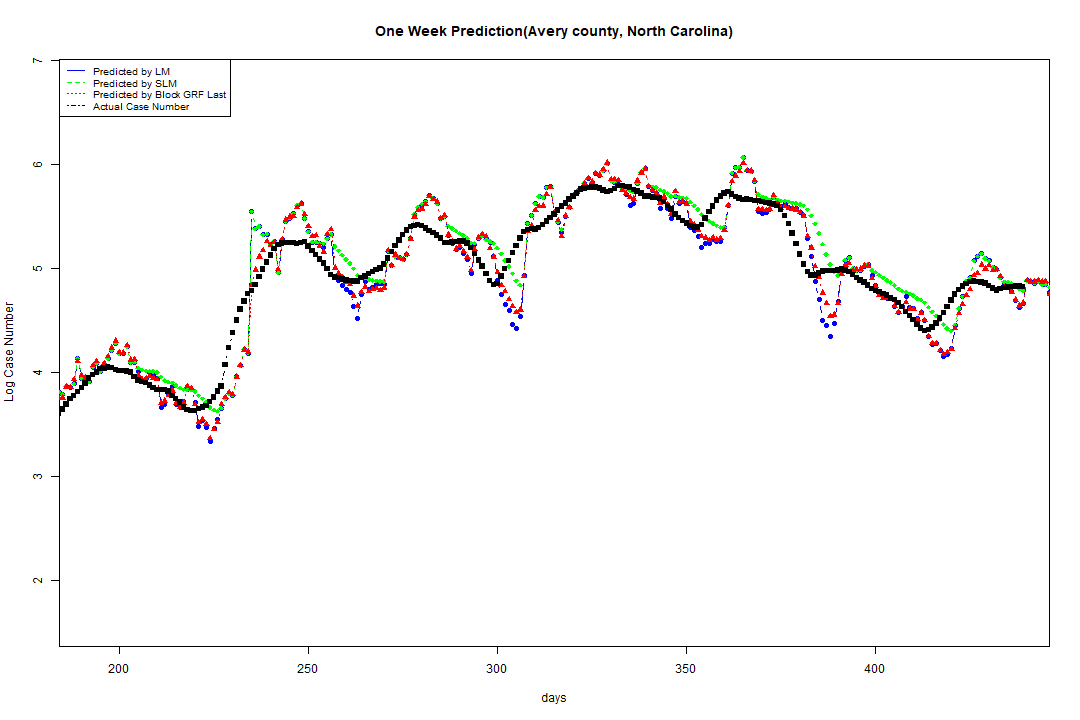 One Week Prediction(Avery county, North Carolina)
Predicted by LM
Predicted by SLM
Predicted by Block GRF Last
Actual Case Number
7
6
5
4
3
2
Log Case Number
200 250 300 350 400
days